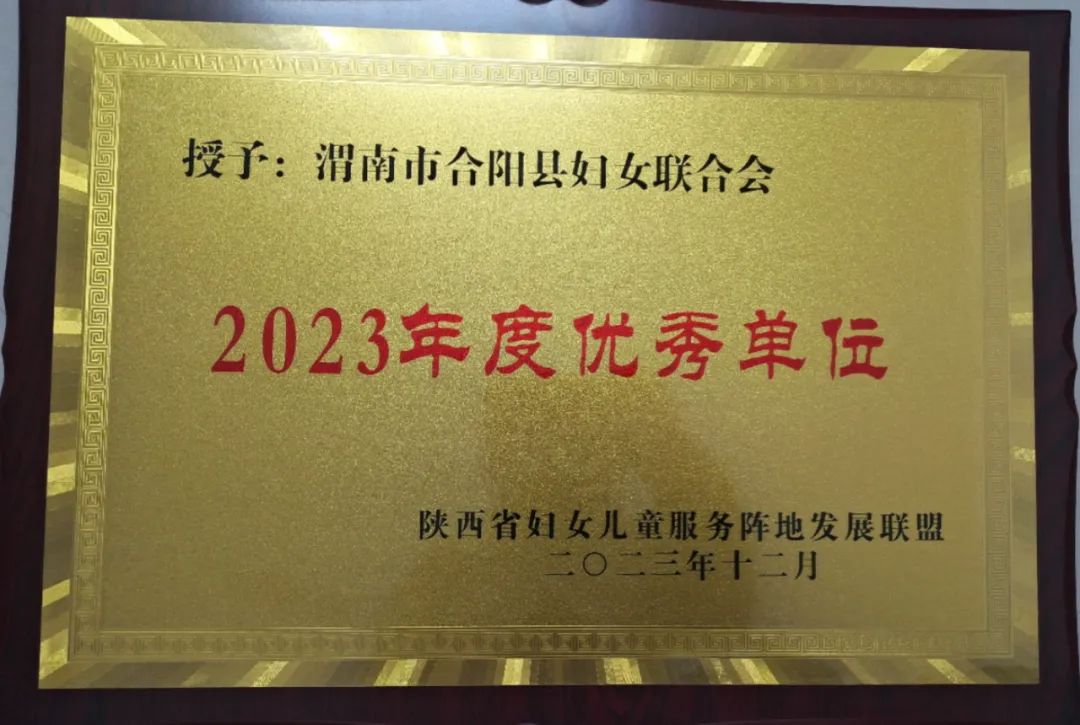 授予：渭南市合阳县妇女联合会
2023年度优秀单位
陕西省妇女儿童服务阵地发展联盟
二〇二三年十二月